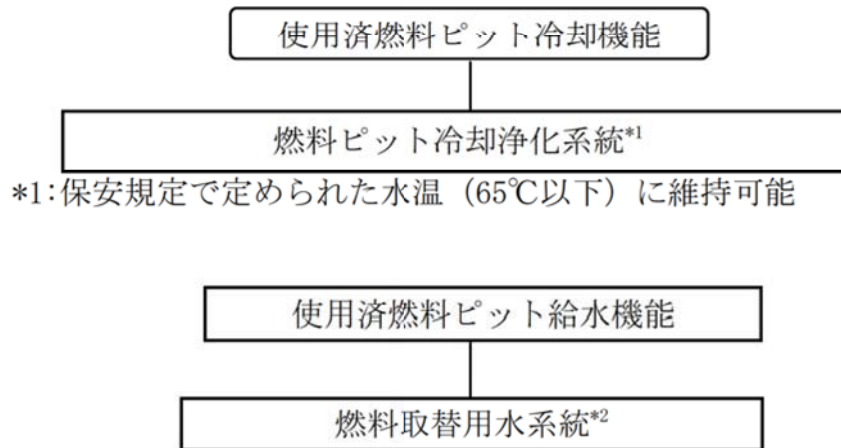 使用済燃料ピット冷却機能
燃料ピット冷却浄化系統*1
*1:保安規定で定められた水温（65℃以下）に維持可能
使用済燃料ピット給水機能
燃料取替用水系統*2